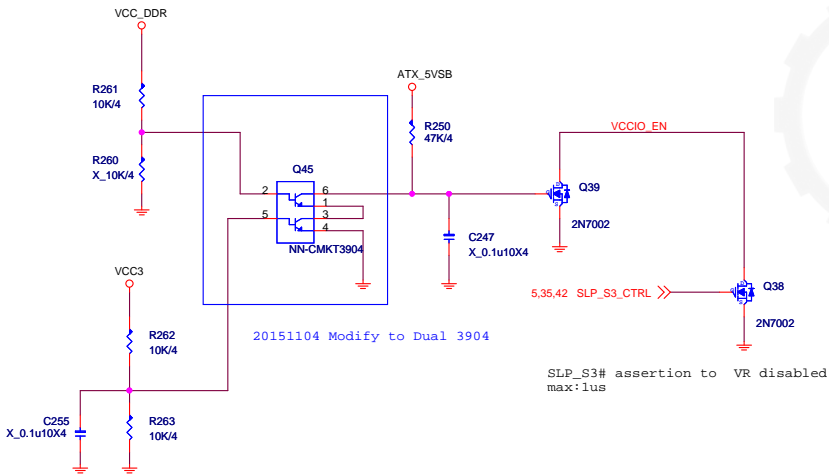 VCC_DDR
R261
10K/4
R260
X_10K/4
ATX_5VSB
R250
47K/4
Q45
2
6
1
5
3
4
NN-CMKT3904
VCCIO_EN
Q39
G
D
S
2N7002
C247
X_0.1u10X4
VCC3
5,35,42 SLP_S3_CTRL
Q38
G
D
S
2N7002
R262
10K/4
20151104 Modify to Dual 3904
SLP_S3# assertion to VR disabled
max:1us
C255
X_0.1u10X4
R263
10K/4